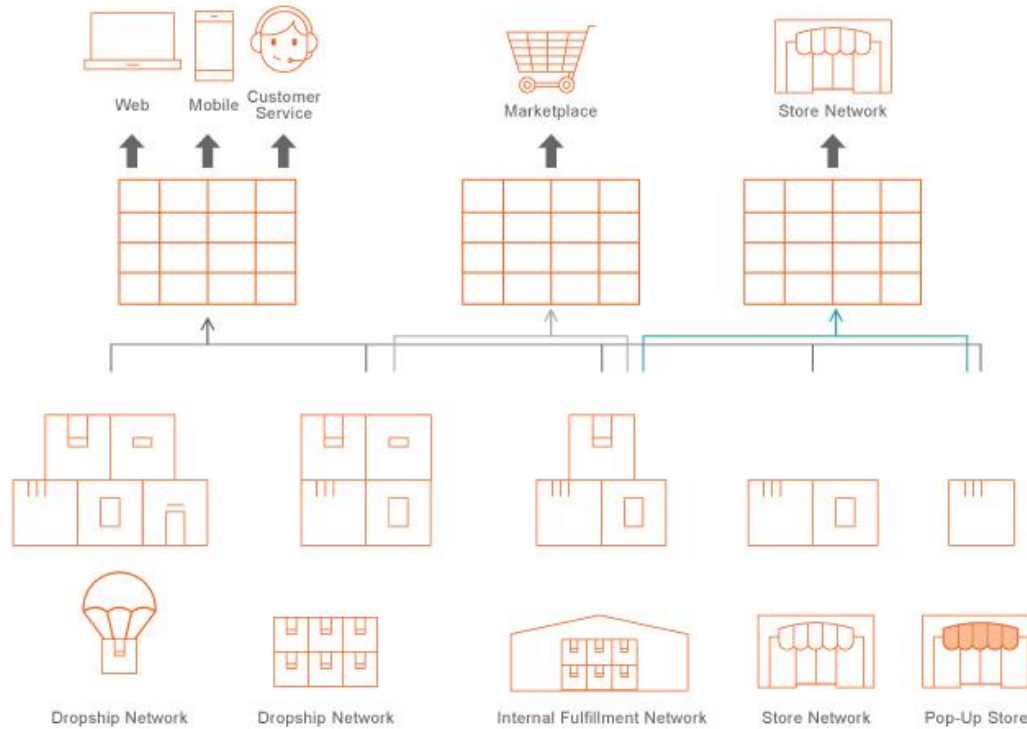 Web
Mobile
Customer
Service
Marketplace
Store Network
Dropship Network
Dropship Network
Internal Fulfillment Network
Store Network
Pop-Up Store